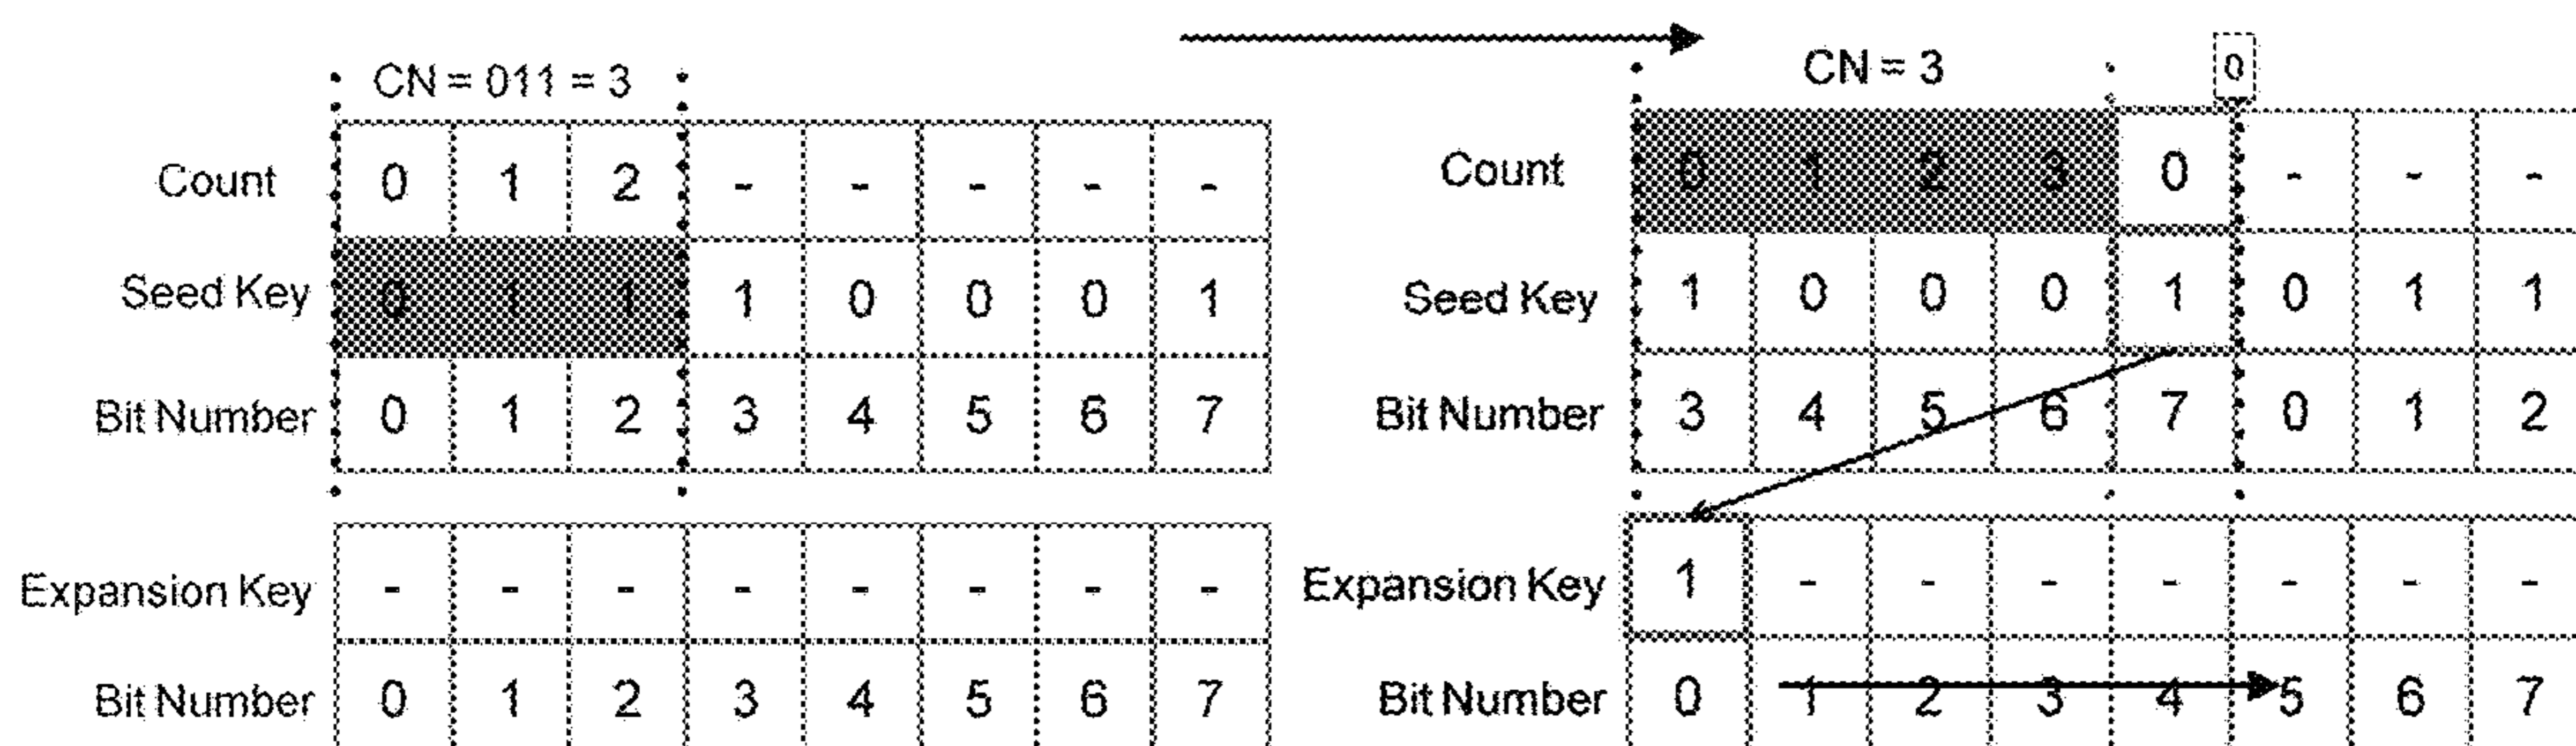 CN = 011 = 3
Count 0 1 2 - - - - -
Seed Key 0 1 1 1 0 0 0 1
Bit Number 0 1 2 3 4 5 6 7
Expansion Key - - - - - - - -
Bit Number 0 1 2 3 4 5 6 7
CN = 3 0
Count 0 1 2 3 0 - - -
Seed Key 1 0 0 0 1 0 1 1
Bit Number 3 4 5 6 7 0 1 2
Expansion Key 1 - - - - - - -
Bit Number 0 1 2 3 4 5 6 7